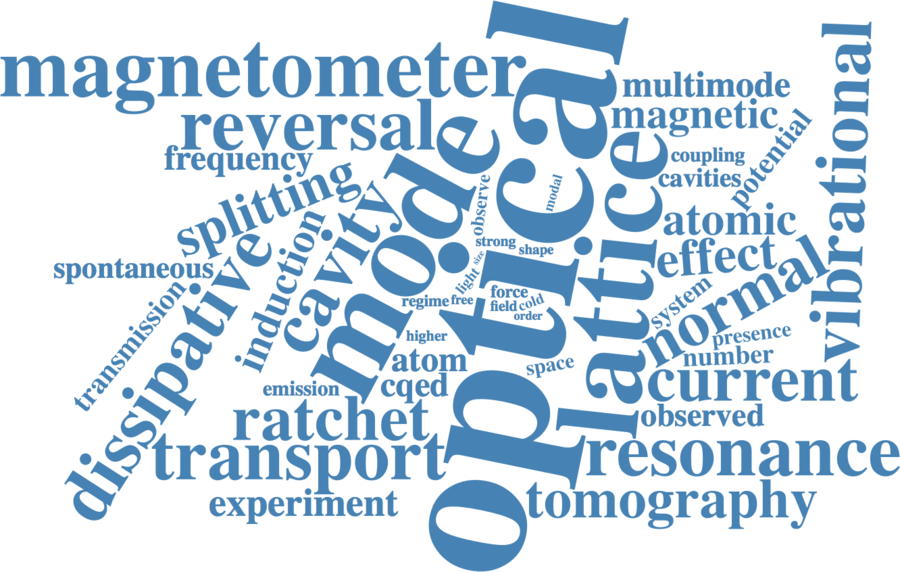 optical
vibrational
magnetometer
multimode
reversal
magnetic
mode
potential
frequency
lattice
coupling
cavities
splitting
cavity
observe
modal
atomic
induction
strong
shape
effect
spontaneous
dissipative
size
light
normal
transmission
system
regime
free
force
field
cold
order
presence
higher
number
atom
space
emission
cqed
current
ratchet
observed
transport
resonance
experiment
tomography